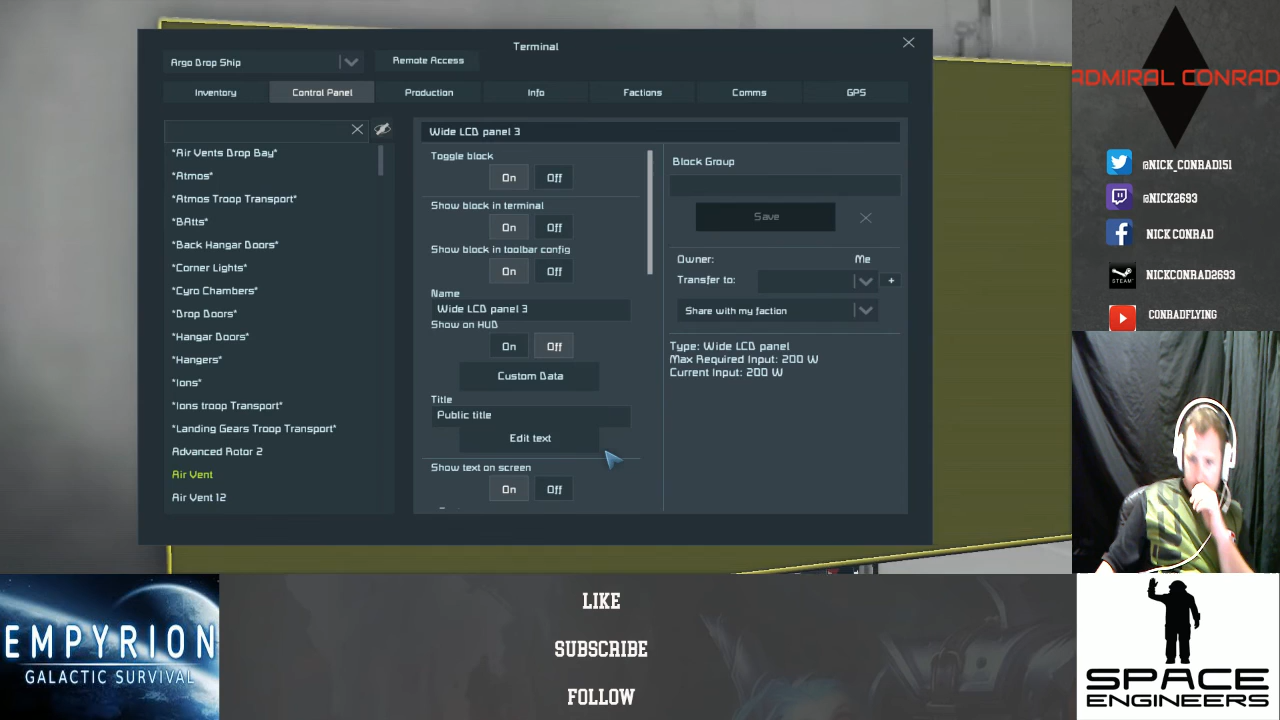 Terminal
Argo Drop Ship
Remote Access
Inventory
Control Panel
Production
Info
Factions
Comms
GPS
*Air Vents Drop Bay*
*Atmos*
*Atmos Troop Transport*
*BAtts*
*Back Hangar Doors*
*Corner Lights*
*Cyro Chambers*
*Drop Doors*
*Hangar Doors*
*Hangers*
*Ions*
*Ions troop Transport*
*Landing Gears Troop Transport*
Advanced Rotor 2
Air Vent
Air Vent 12
Wide LCD panel 3
Toggle block
On Off
Show block in terminal
On Off
Show block in toolbar config
On Off
Name
Wide LCD panel 3
Show on HUD
On Off
Custom Data
Title
Public title
Edit text
Show text on screen
On Off
Block Group
Save
Owner: Me
Transfer to:
+
Share with my faction
Type: Wide LCD panel
Max Required Input: 200 W
Current Input: 200 W
ADMIRAL CONRAD
@NICK_CONRAD151
@NICK2693
NICK CONRAD
STEAM
NICKCONRAD2693
CONRADFLYING
EMPYRION
GALACTIC SURVIVAL
LIKE
SUBSCRIBE
FOLLOW
SPACE
ENGINEERS